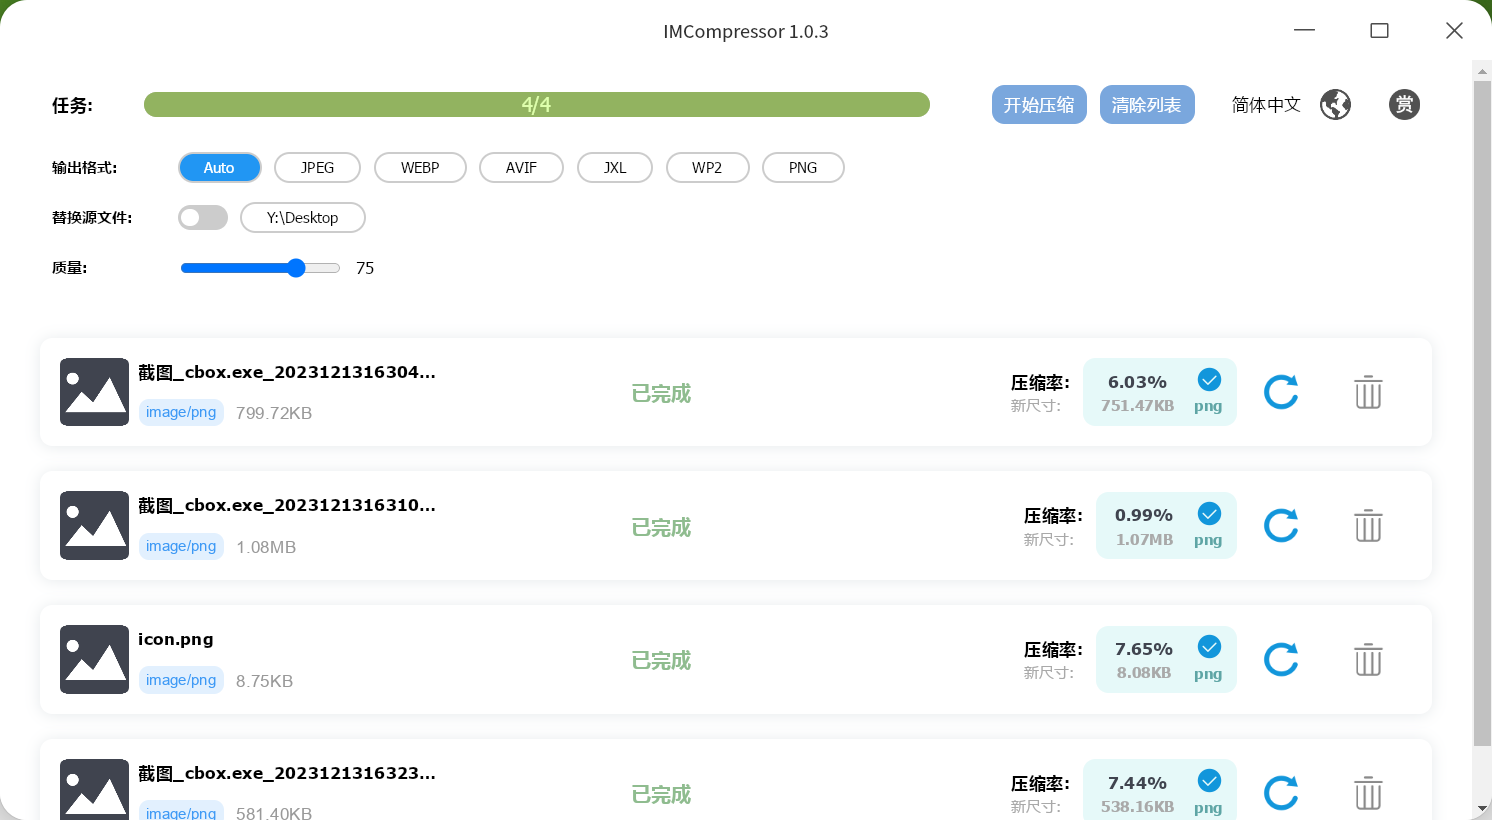 IMCompressor 1.0.3
任务: 4/4 开始压缩 清除列表 简体中文 赏
输出格式: Auto JPEG WEBP AVIF JXL WP2 PNG
替换源文件: Y:\Desktop
质量: 75
截图_cbox.exe_2023121316304... 已完成 压缩率: 6.03%
image/png 799.72KB 新尺寸: 751.47KB png
截图_cbox.exe_2023121316310... 已完成 压缩率: 0.99%
image/png 1.08MB 新尺寸: 1.07MB png
icon.png 已完成 压缩率: 7.65%
image/png 8.75KB 新尺寸: 8.08KB png
截图_cbox.exe_2023121316323... 已完成 压缩率: 7.44%
image/png 581.40KB 新尺寸: 538.16KB png